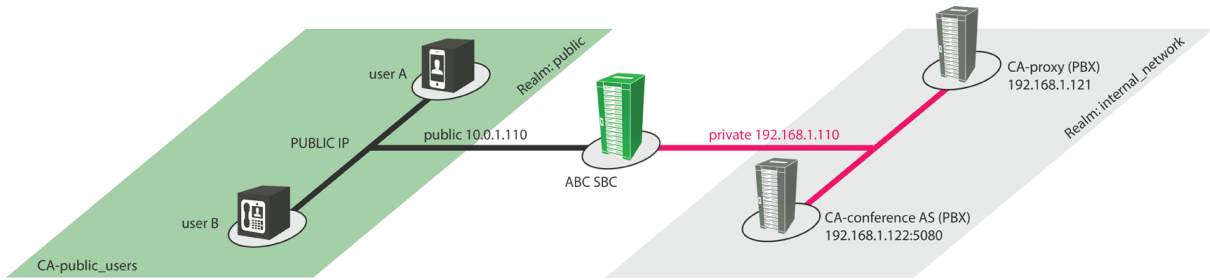 user A
Realm: public
PUBLIC IP
public 10.0.1.110
user B
CA-public_users
ABC SBC
private 192.168.1.110
CA-proxy (PBX)
192.168.1.121
Realm: internal_network
CA-conference AS (PBX)
192.168.1.122:5080